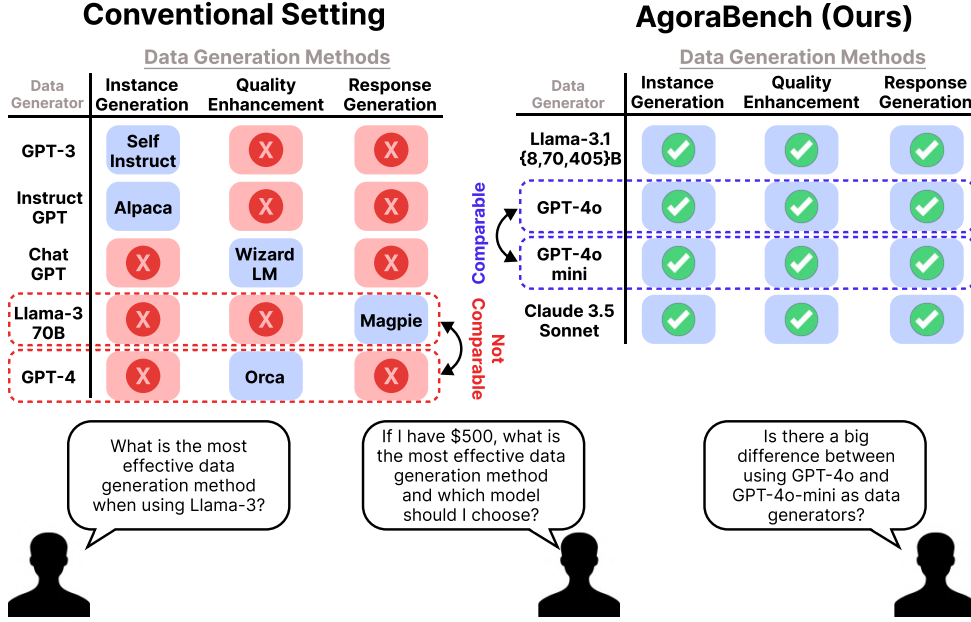 Conventional Setting
Data Generation Methods
Data
Generator
Instance
Generation
Quality
Enhancement
Response
Generation
GPT-3
Self
Instruct
X
X
Instruct
GPT
Alpaca
X
X
Chat
GPT
X
Wizard
LM
X
Llama-3
70B
X
X
Magpie
GPT-4
X
Orca
X
Comparable
Not
Comparable
AgoraBench (Ours)
Data Generation Methods
Data
Generator
Instance
Generation
Quality
Enhancement
Response
Generation
Llama-3.1
{8,70,405}B
GPT-4o
GPT-4o
mini
Claude 3.5
Sonnet
What is the most
effective data
generation method
when using Llama-3?
If I have $500, what is
the most effective data
generation method
and which model
should I choose?
Is there a big
difference between
using GPT-4o and
GPT-4o-mini as data
generators?